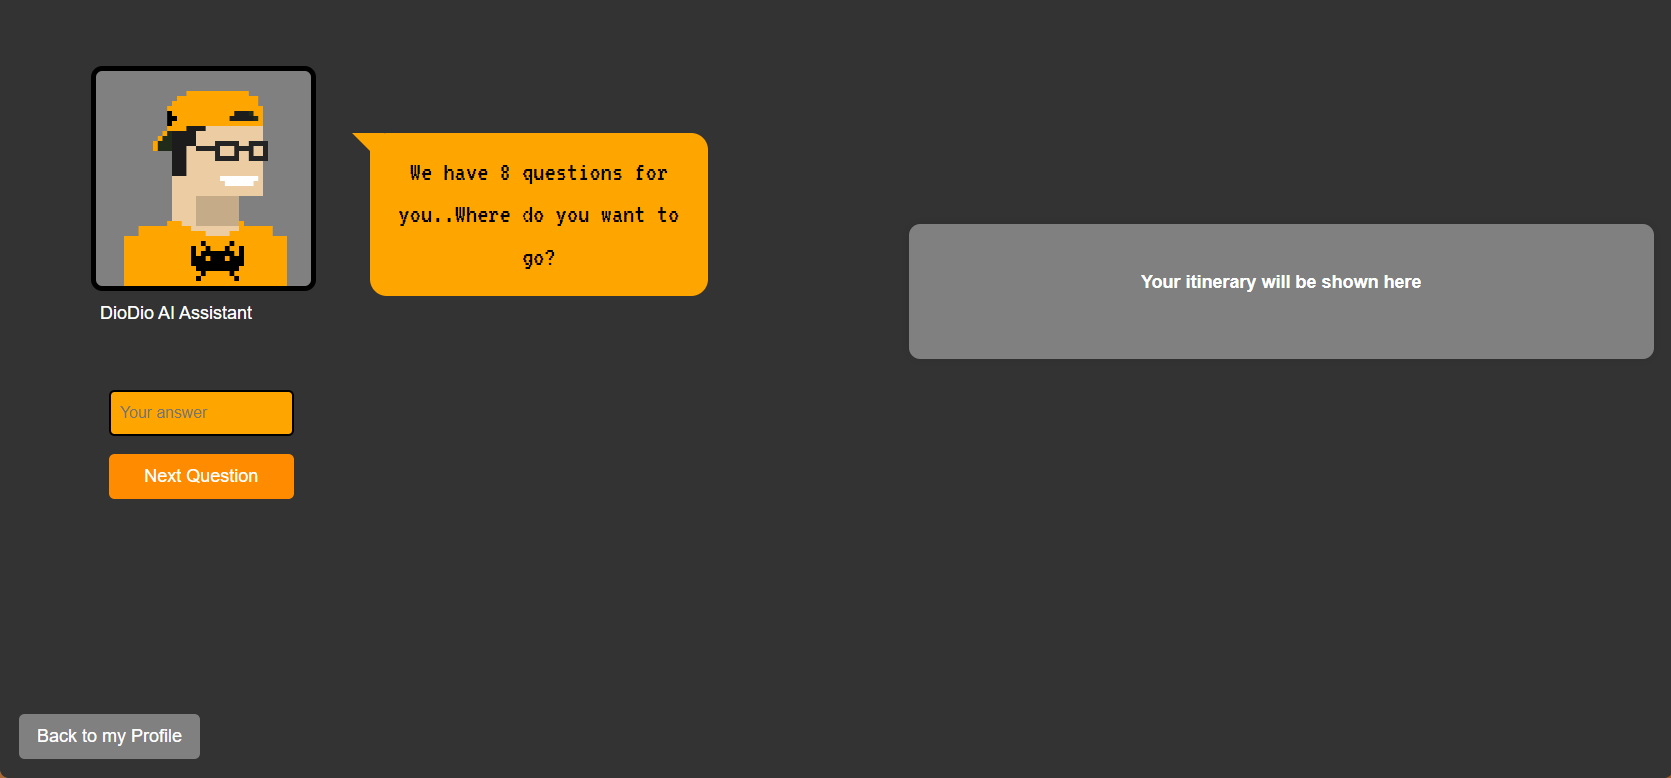 We have 8 questions for
you..Where do you want to
go?
DioDio AI Assistant
Your answer
Next Question
Your itinerary will be shown here
Back to my Profile